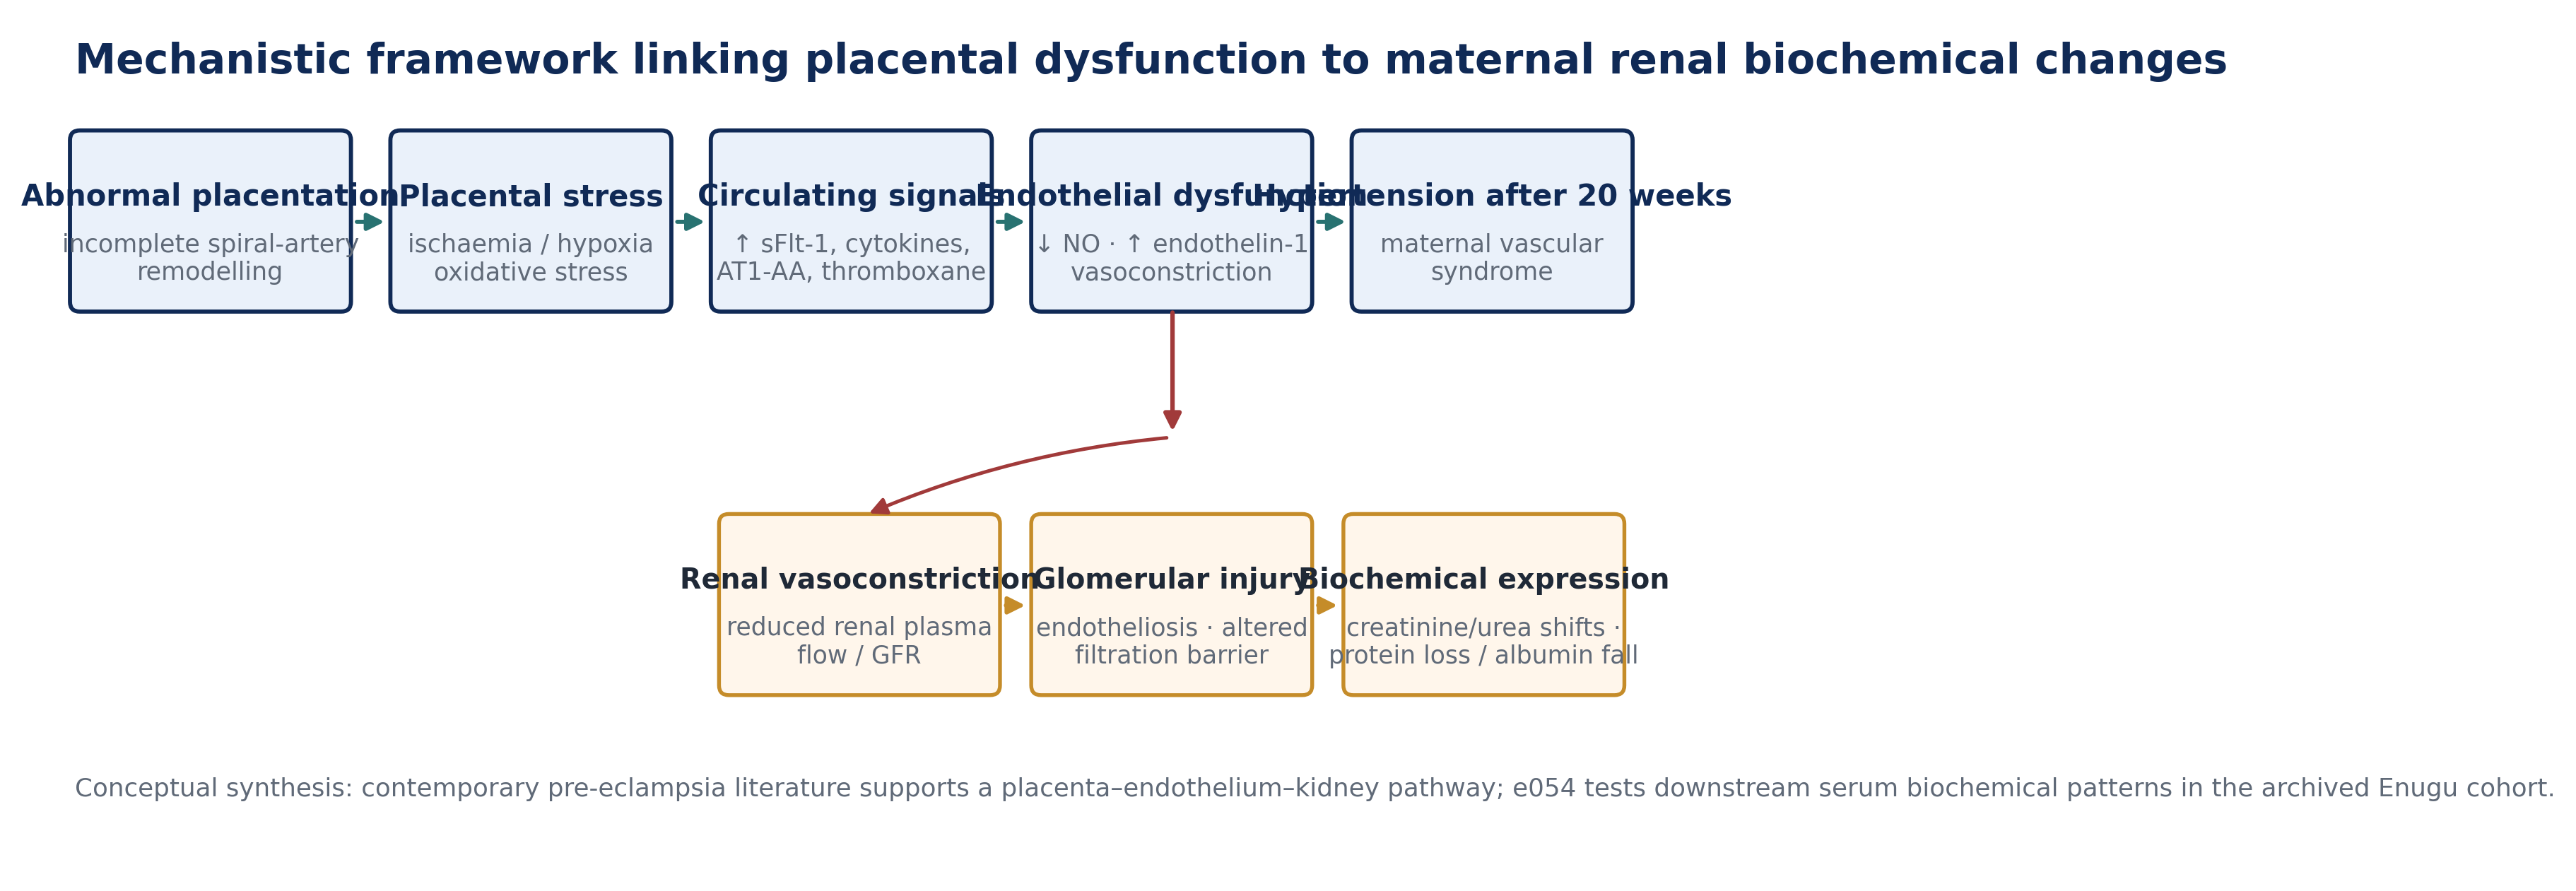 Mechanistic framework linking placental dysfunction to maternal renal biochemical changes
Abnormal placentation
incomplete spiral-artery
remodelling
Placental stress
ischaemia / hypoxia
oxidative stress
Circulating signals
↑ sFlt-1, cytokines,
AT1-AA, thromboxane
Endothelial dysfunction
↓ NO · ↑ endothelin-1
vasoconstriction
Hypertension after 20 weeks
maternal vascular
syndrome
Renal vasoconstriction
reduced renal plasma
flow / GFR
Glomerular injury
endotheliosis · altered
filtration barrier
Biochemical expression
creatinine/urea shifts ·
protein loss / albumin fall
Conceptual synthesis: contemporary pre-eclampsia literature supports a placenta–endothelium–kidney pathway; e054 tests downstream serum biochemical patterns in the archived Enugu cohort.